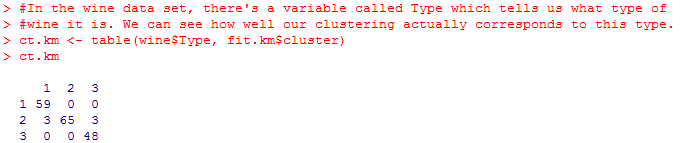 > #In the wine data set, there's a variable called Type which tells us what type of
> #wine it is. We can see how well our clustering actually corresponds to this type.
> ct.km <- table(wine$Type, fit.km$cluster)
> ct.km
1 2 3
1 59 0 0
2 3 65 3
3 0 0 48